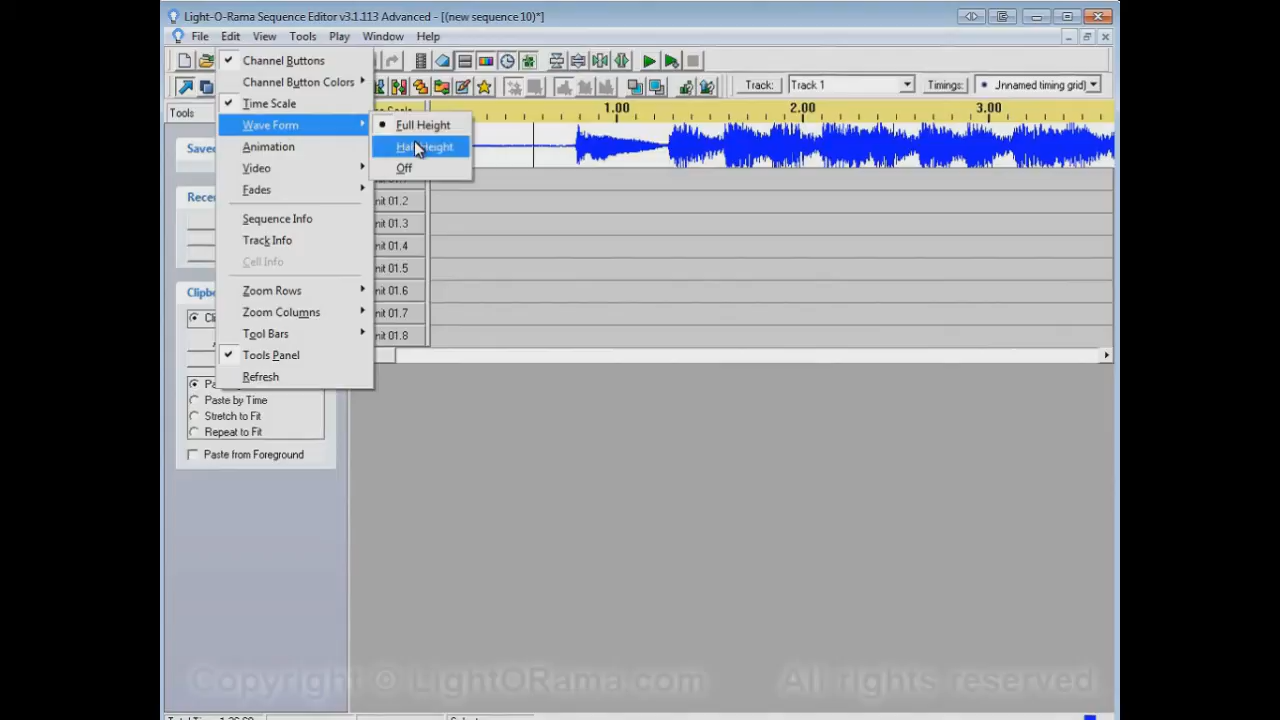 Light-O-Rama Sequence Editor v3.1.113 Advanced - [(new sequence 10)*]
File Edit View Tools Play Window Help
Channel Buttons
Channel Button Colors
Time Scale
Wave Form
Animation
Video
Fades
Sequence Info
Track Info
Cell Info
Zoom Rows
Zoom Columns
Tool Bars
Tools Panel
Refresh
Full Height
Half Height
Off
Track: Track 1 Timings: Unnamed timing grid)
Tools
1.00 2.00 3.00
nit 01.2
nit 01.3
nit 01.4
nit 01.5
nit 01.6
nit 01.7
nit 01.8
Paste by Time
Stretch to Fit
Repeat to Fit
Paste from Foreground
Copyright © LightORama.com All rights reserved